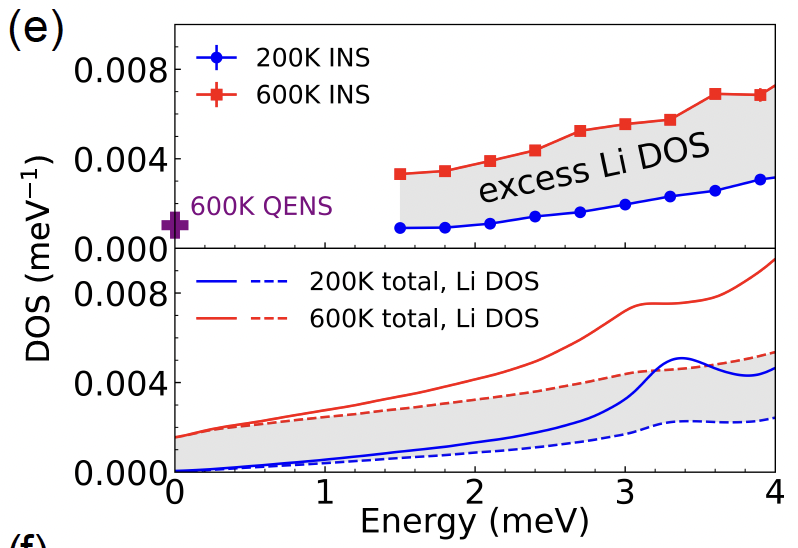 (e)
200K INS
600K INS
0.008
0.004
0.000
excess Li DOS
600K QENS
DOS (meV⁻¹)
200K total, Li DOS
600K total, Li DOS
0.008
0.004
0.000
0 1 2 3 4
Energy (meV)
(f)